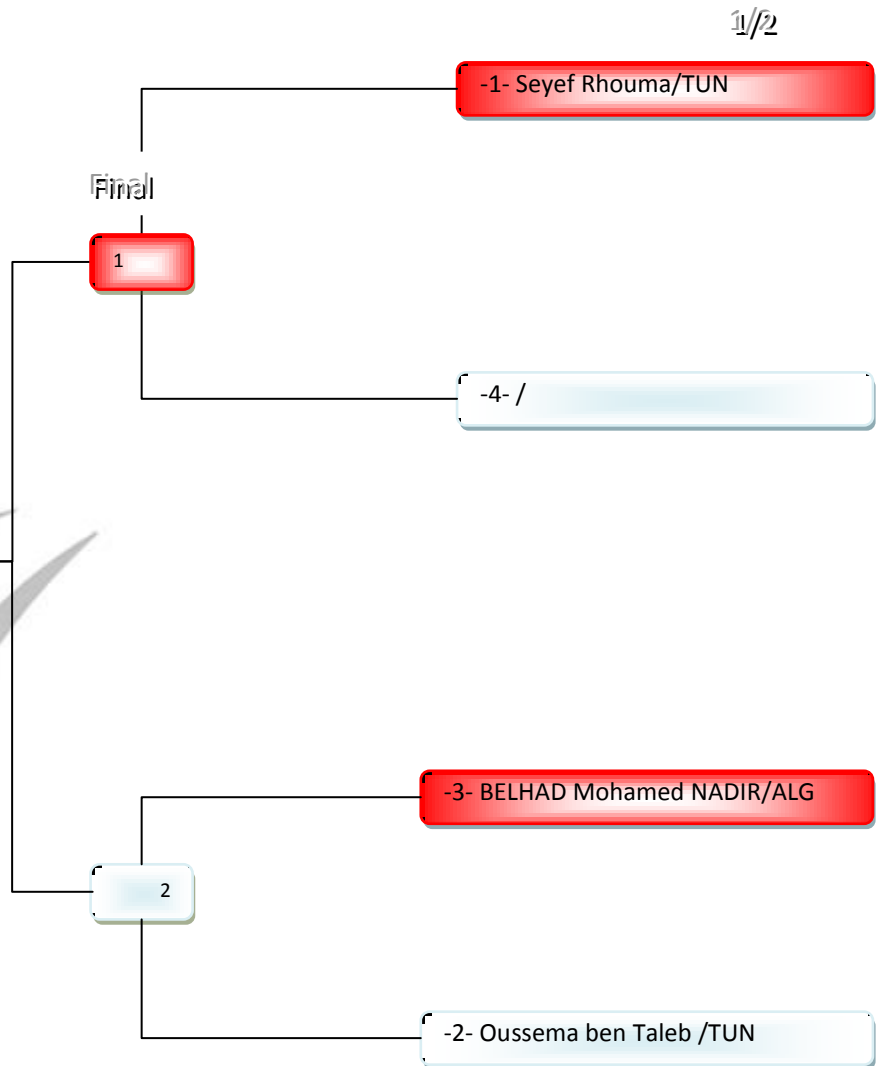 1/2
-1- Seyef Rhouma/TUN
Final
1
-4- /
-3- BELHAD Mohamed NADIR/ALG
2
-2- Oussema ben Taleb /TUN